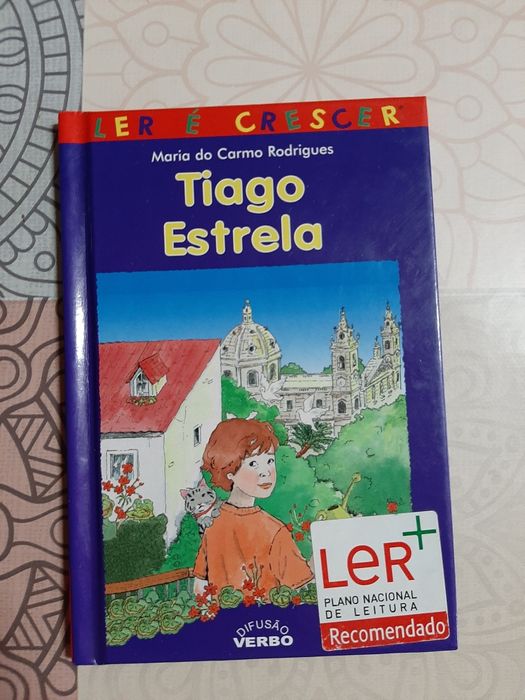 LER É CRESCER
Maria do Carmo Rodrigues
Tiago
Estrela
DIFUSÃO
VERBO
LeR+
PLANO NACIONAL
DE LEITURA
Recomendado